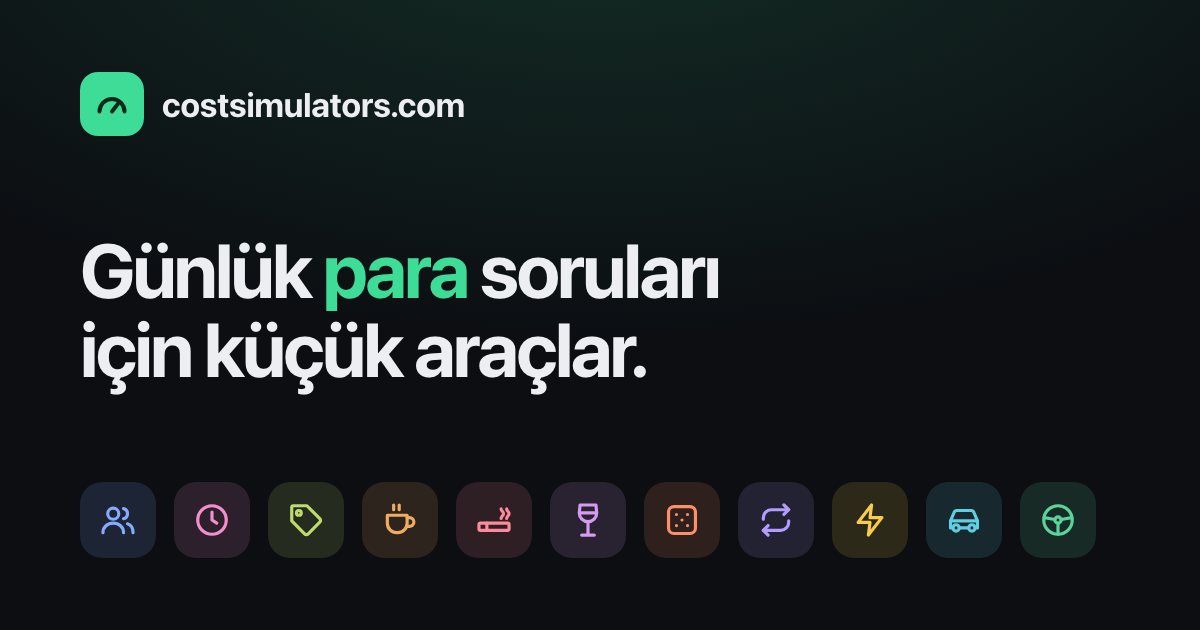 costsimulators.com
Günlük para soruları
için küçük araçlar.